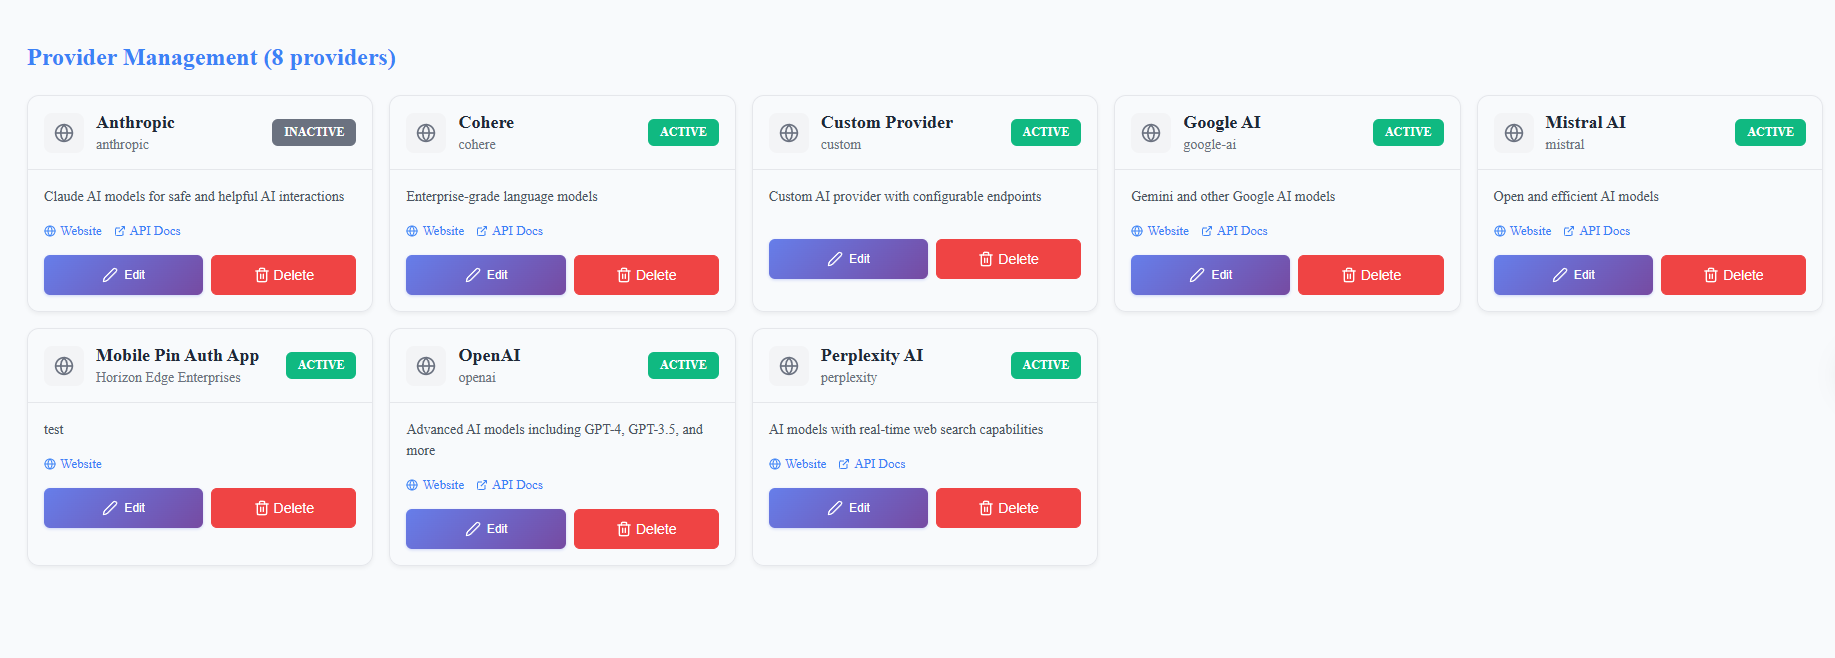 Provider Management (8 providers)
Anthropic
anthropic
INACTIVE
Claude AI models for safe and helpful AI interactions
Website API Docs
Edit Delete
Cohere
cohere
ACTIVE
Enterprise-grade language models
Website API Docs
Edit Delete
Custom Provider
custom
ACTIVE
Custom AI provider with configurable endpoints
Edit Delete
Google AI
google-ai
ACTIVE
Gemini and other Google AI models
Website API Docs
Edit Delete
Mistral AI
mistral
ACTIVE
Open and efficient AI models
Website API Docs
Edit Delete
Mobile Pin Auth App
Horizon Edge Enterprises
ACTIVE
test
Website
Edit Delete
OpenAI
openai
ACTIVE
Advanced AI models including GPT-4, GPT-3.5, and
more
Website API Docs
Edit Delete
Perplexity AI
perplexity
ACTIVE
AI models with real-time web search capabilities
Website API Docs
Edit Delete